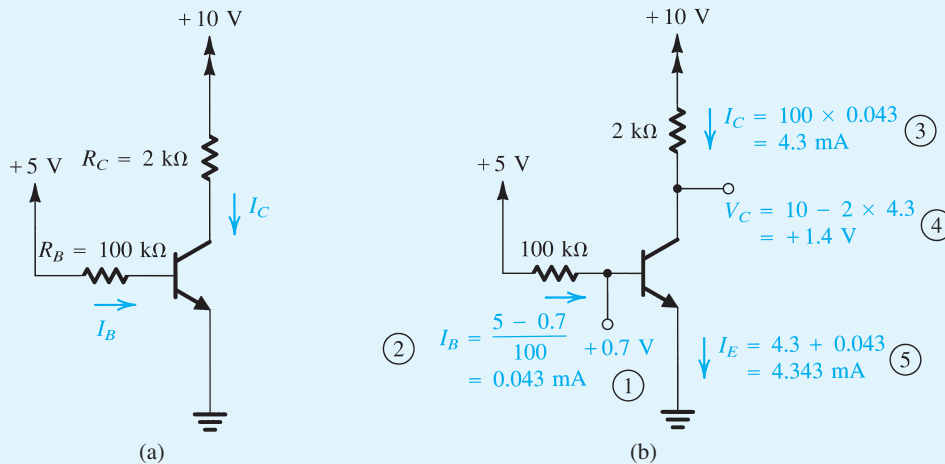 +10 V
+5 V
R_C = 2 kΩ
I_C
R_B = 100 kΩ
I_B
(a)
+10 V
2 kΩ
I_C = 100 × 0.043
= 4.3 mA
③
+5 V
V_C = 10 − 2 × 4.3
= +1.4 V
④
100 kΩ
② I_B = (5 − 0.7)/100
= 0.043 mA
+0.7 V
①
I_E = 4.3 + 0.043
= 4.343 mA
⑤
(b)